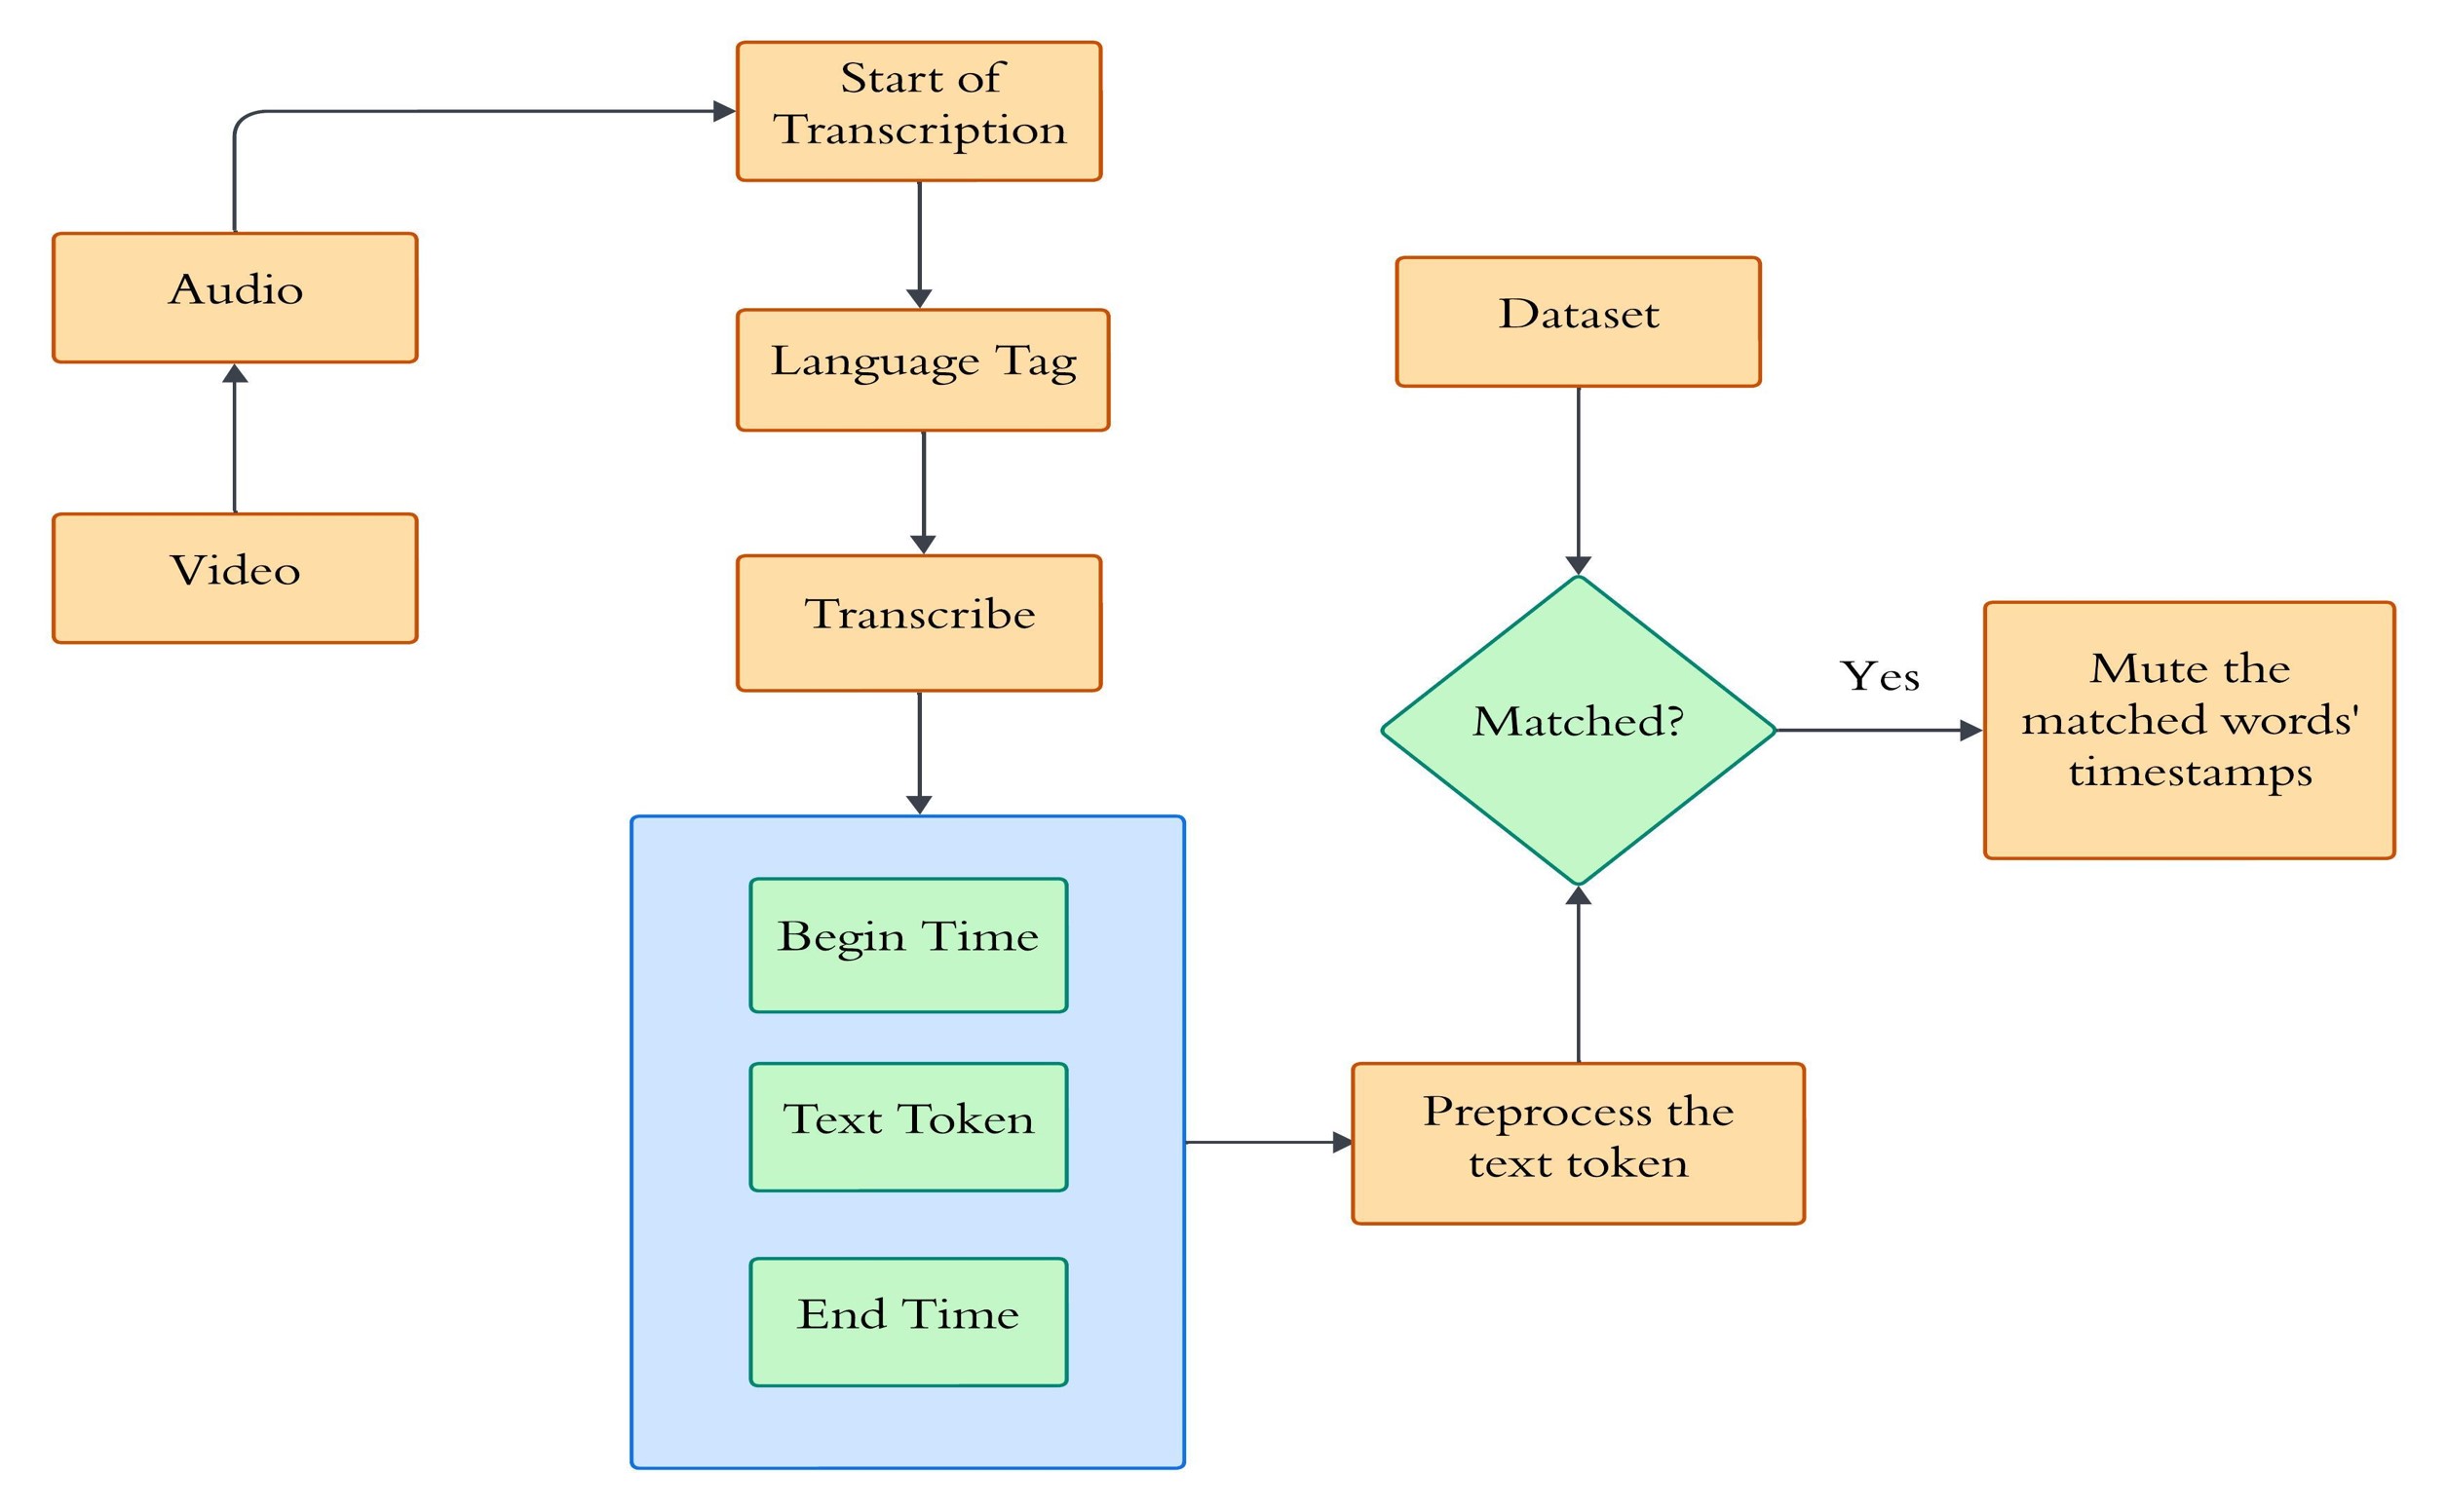 Start of
Transcription
Audio
Video
Language Tag
Transcribe
Begin Time
Text Token
End Time
Dataset
Matched?
Yes
Mute the
matched words'
timestamps
Preprocess the
text token